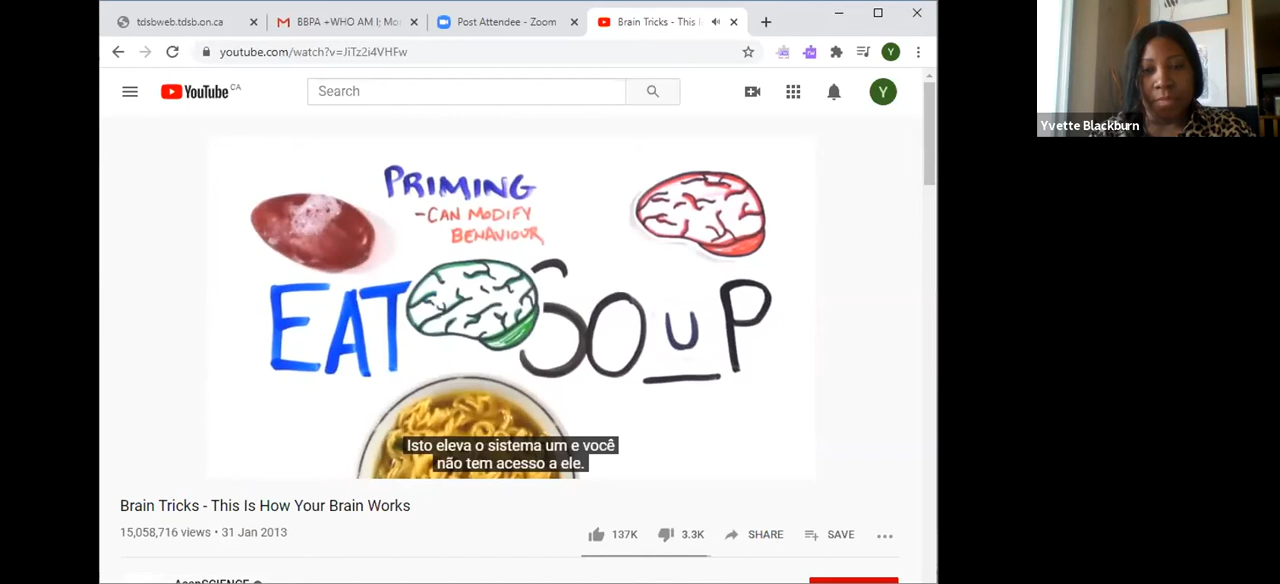 tdsbweb.tdsb.on.ca
BBPA +WHO AM I; Mo
Post Attendee - Zoom
Brain Tricks - This I
youtube.com/watch?v=JiTz2i4VHFw
Y
YouTube CA
Search
Y
Yvette Blackburn
PRIMING
-CAN MODIFY
BEHAVIOUR
EAT SOUP
Isto eleva o sistema um e você
não tem acesso a ele.
Brain Tricks - This Is How Your Brain Works
15,058,716 views • 31 Jan 2013
137K
3.3K
SHARE
SAVE
AsapSCIENCE